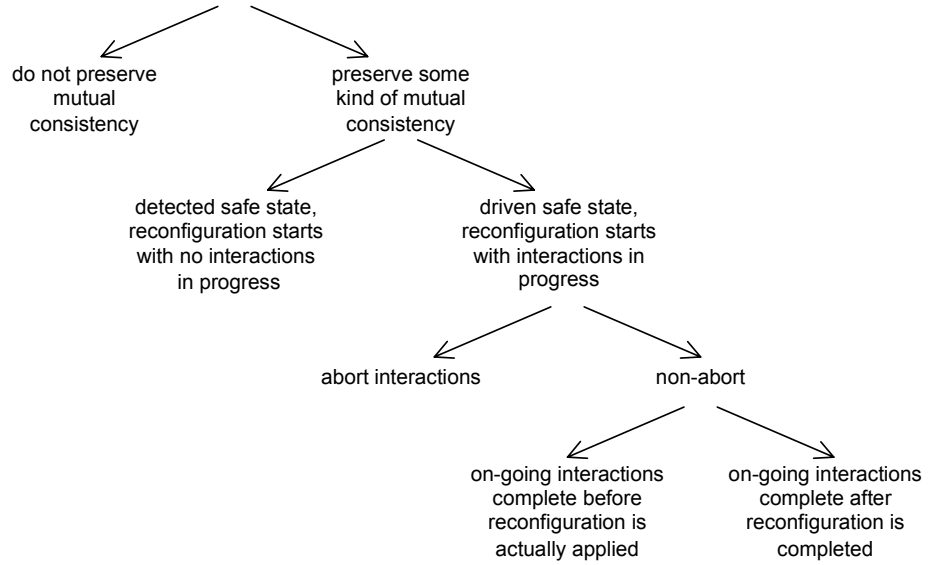 do not preserve
mutual
consistency
preserve some
kind of mutual
consistency
detected safe state,
reconfiguration starts
with no interactions
in progress
driven safe state,
reconfiguration starts
with interactions in
progress
abort interactions
non-abort
on-going interactions
complete before
reconfiguration is
actually applied
on-going interactions
complete after
reconfiguration is
completed